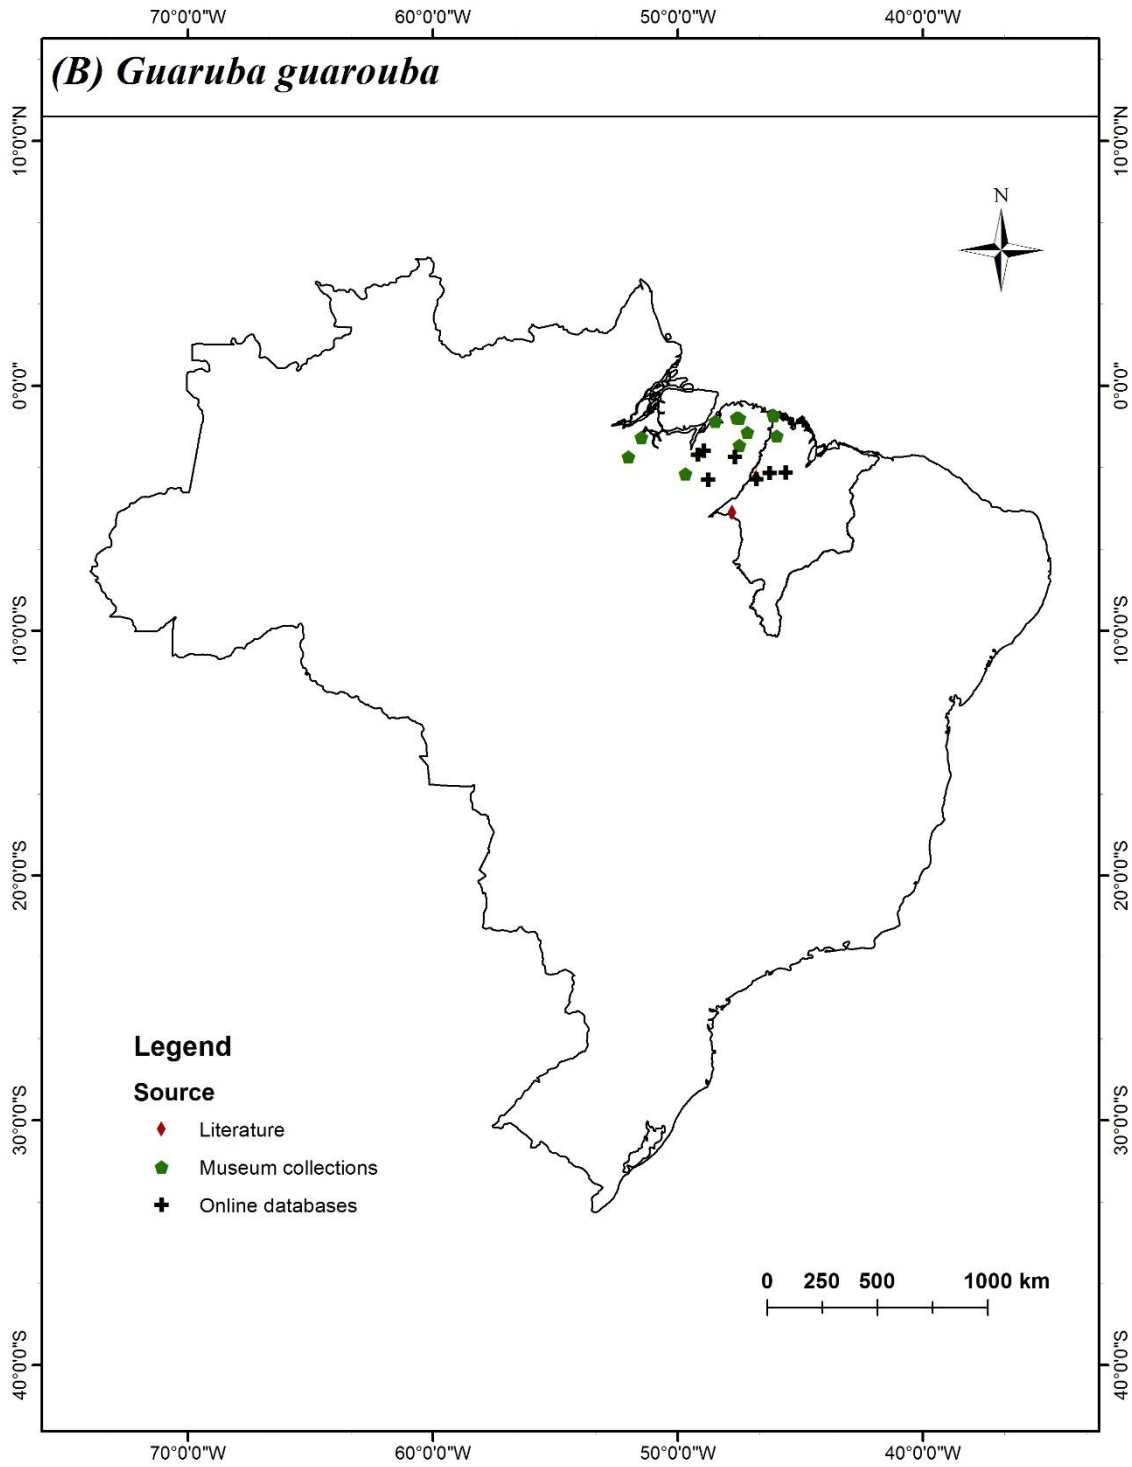 70°0'0"W 60°0'0"W 50°0'0"W 40°0'0"W
(B) Guaruba guarouba
10°0'0"N 10°0'0"N
N
0°0'0" 0°0'0"
10°0'0"S 10°0'0"S
20°0'0"S 20°0'0"S
Legend
Source
Literature
Museum collections
Online databases
30°0'0"S 30°0'0"S
0 250 500 1000 km
40°0'0"S 40°0'0"S
70°0'0"W 60°0'0"W 50°0'0"W 40°0'0"W